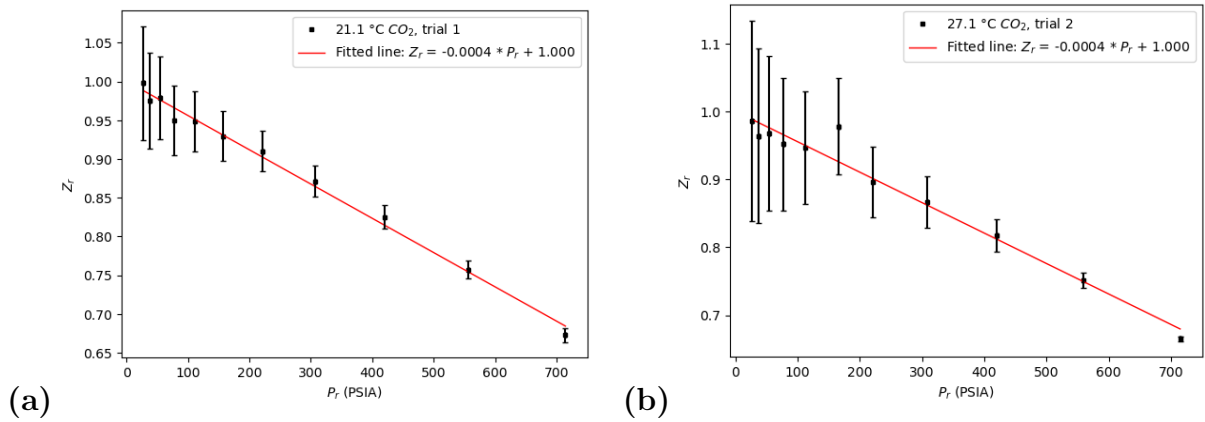 21.1 °C CO₂, trial 1
Fitted line: Zᵣ = -0.0004 * Pᵣ + 1.000
1.05
1.00
0.95
0.90
0.85
0.80
0.75
0.70
0.65
Zᵣ
0 100 200 300 400 500 600 700
Pᵣ (PSIA)
(a)
27.1 °C CO₂, trial 2
Fitted line: Zᵣ = -0.0004 * Pᵣ + 1.000
1.1
1.0
0.9
0.8
0.7
Zᵣ
0 100 200 300 400 500 600 700
Pᵣ (PSIA)
(b)